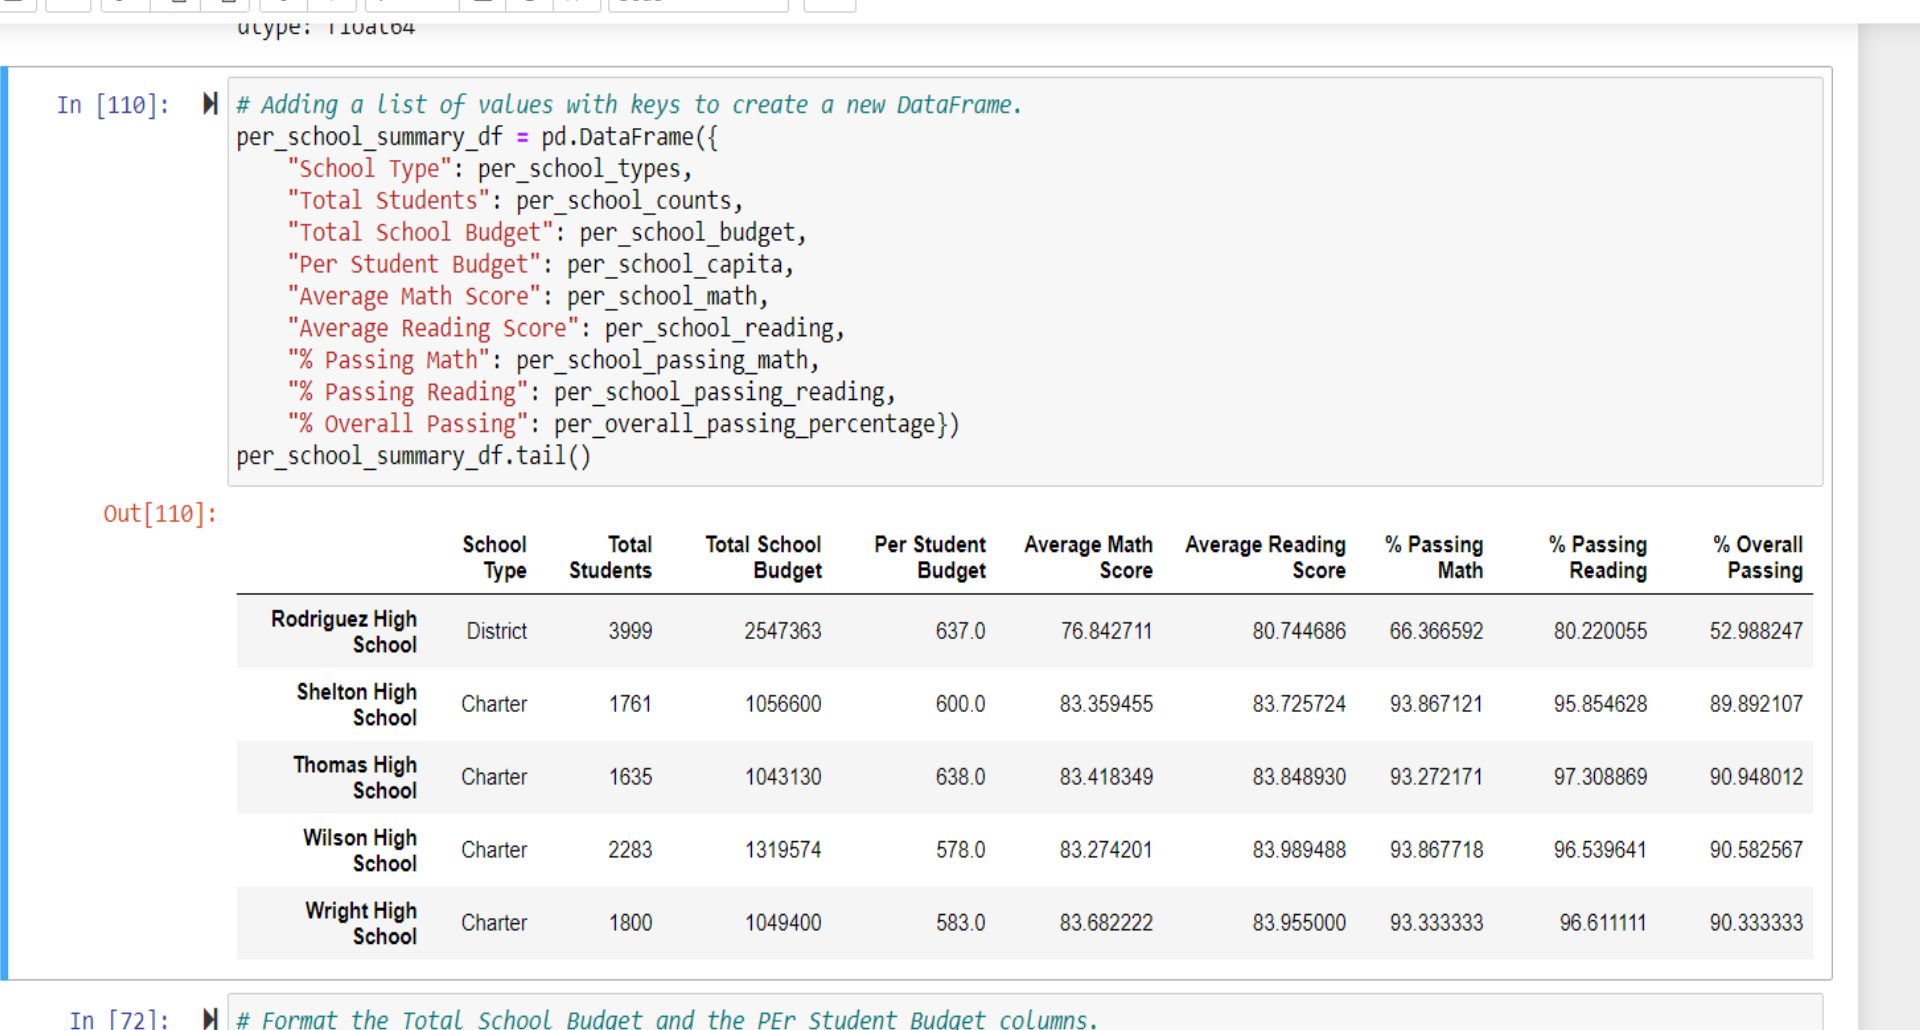 dtype: float64
In [110]:
# Adding a list of values with keys to create a new DataFrame.
per_school_summary_df = pd.DataFrame({
    "School Type": per_school_types,
    "Total Students": per_school_counts,
    "Total School Budget": per_school_budget,
    "Per Student Budget": per_school_capita,
    "Average Math Score": per_school_math,
    "Average Reading Score": per_school_reading,
    "% Passing Math": per_school_passing_math,
    "% Passing Reading": per_school_passing_reading,
    "% Overall Passing": per_overall_passing_percentage})
per_school_summary_df.tail()
Out[110]:
School Total Total School Per Student Average Math Average Reading % Passing % Passing % Overall
Type Students Budget Budget Score Score Math Reading Passing
Rodriguez High
School District 3999 2547363 637.0 76.842711 80.744686 66.366592 80.220055 52.988247
Shelton High
School Charter 1761 1056600 600.0 83.359455 83.725724 93.867121 95.854628 89.892107
Thomas High
School Charter 1635 1043130 638.0 83.418349 83.848930 93.272171 97.308869 90.948012
Wilson High
School Charter 2283 1319574 578.0 83.274201 83.989488 93.867718 96.539641 90.582567
Wright High
School Charter 1800 1049400 583.0 83.682222 83.955000 93.333333 96.611111 90.333333
In [72]:
# Format the Total School Budget and the PEr Student Budget columns.